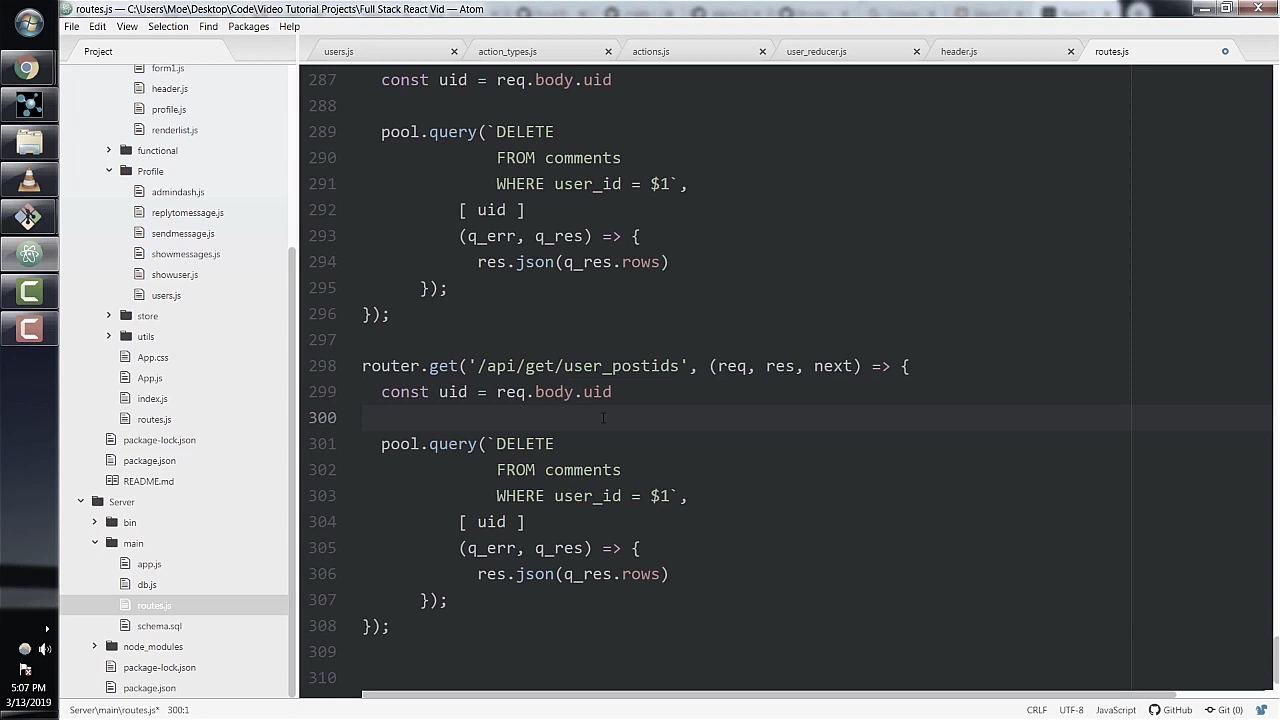 routes.js — C:\Users\Moe\Desktop\Code\Video Tutorial Projects\Full Stack React Vid — Atom
File Edit View Selection Find Packages Help
Project
users.js
action_types.js
actions.js
user_reducer.js
header.js
routes.js
form1.js
header.js
profile.js
renderlist.js
functional
Profile
admindash.js
replytomessage.js
sendmessage.js
showmessages.js
showuser.js
users.js
store
utils
App.css
App.js
index.js
routes.js
package-lock.json
package.json
README.md
Server
bin
main
app.js
db.js
routes.js
schema.sql
node_modules
package-lock.json
package.json
287 const uid = req.body.uid
288
289 pool.query(`DELETE
290 FROM comments
291 WHERE user_id = $1`,
292 [ uid ]
293 (q_err, q_res) => {
294 res.json(q_res.rows)
295 });
296 });
297
298 router.get('/api/get/user_postids', (req, res, next) => {
299 const uid = req.body.uid
300
301 pool.query(`DELETE
302 FROM comments
303 WHERE user_id = $1`,
304 [ uid ]
305 (q_err, q_res) => {
306 res.json(q_res.rows)
307 });
308 });
309
310
5:07 PM
3/13/2019
Server\main\routes.js* 300:1
CRLF UTF-8 JavaScript GitHub Git (0)